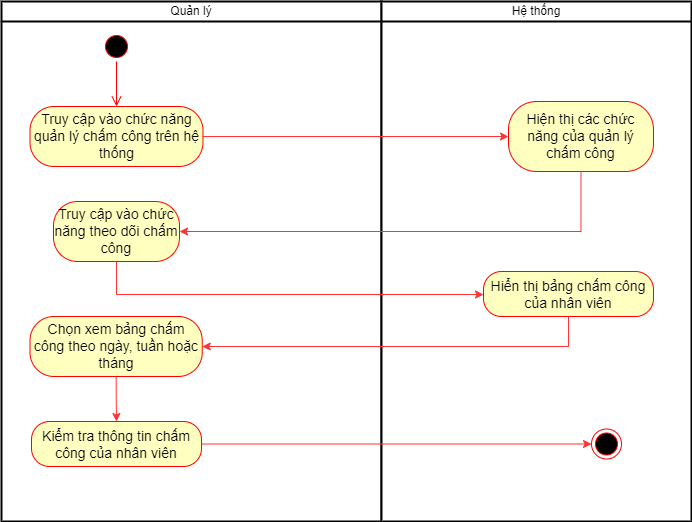 Quản lý
Hệ thống
Truy cập vào chức năng
quản lý chấm công trên hệ
thống
Hiện thị các chức
năng của quản lý
chấm công
Truy cập vào chức
năng theo dõi chấm
công
Hiển thị bảng chấm công
của nhân viên
Chọn xem bảng chấm
công theo ngày, tuần hoặc
tháng
Kiểm tra thông tin chấm
công của nhân viên